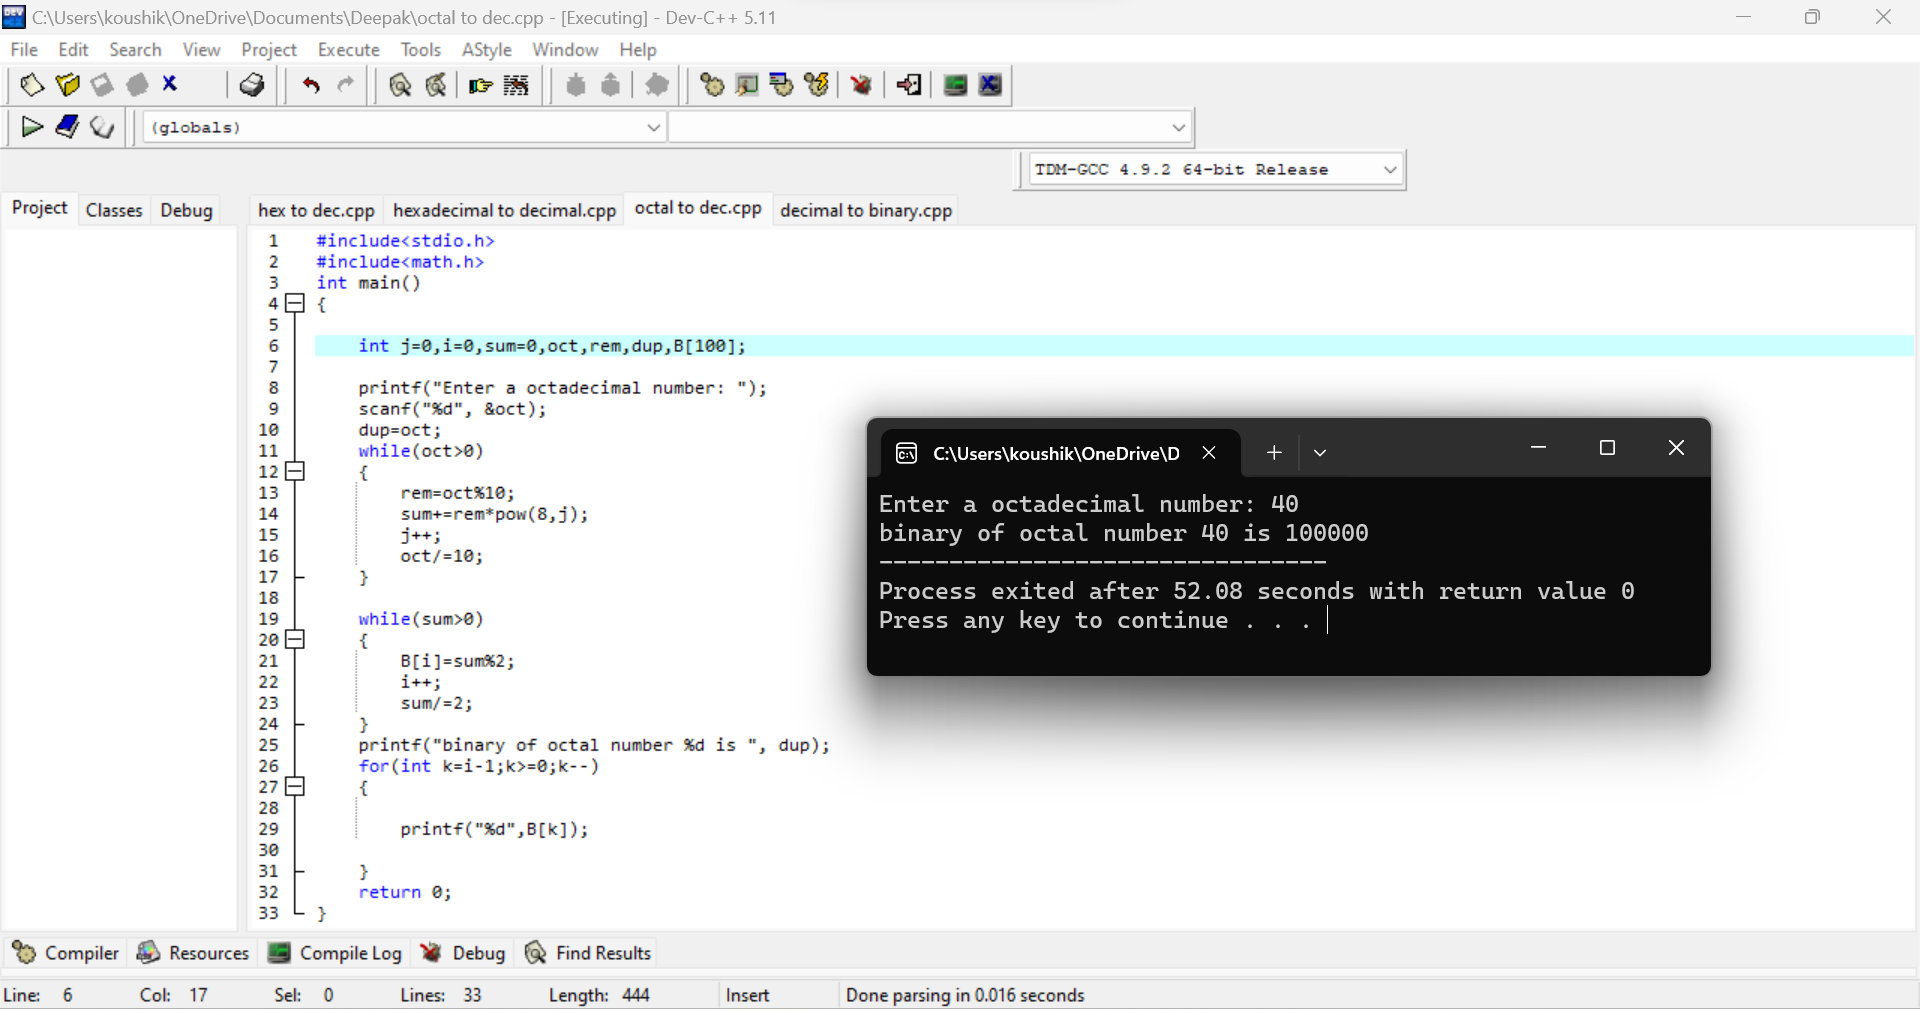 C:\Users\koushik\OneDrive\Documents\Deepak\octal to dec.cpp - [Executing] - Dev-C++ 5.11
File Edit Search View Project Execute Tools AStyle Window Help
(globals)
TDM-GCC 4.9.2 64-bit Release
Project Classes Debug
hex to dec.cpp hexadecimal to decimal.cpp octal to dec.cpp decimal to binary.cpp
1 #include<stdio.h>
2 #include<math.h>
3 int main()
4 {
5
6 int j=0,i=0,sum=0,oct,rem,dup,B[100];
7
8 printf("Enter a octadecimal number: ");
9 scanf("%d", &oct);
10 dup=oct;
11 while(oct>0)
12 {
13 rem=oct%10;
14 sum+=rem*pow(8,j);
15 j++;
16 oct/=10;
17 }
18
19 while(sum>0)
20 {
21 B[i]=sum%2;
22 i++;
23 sum/=2;
24 }
25 printf("binary of octal number %d is ", dup);
26 for(int k=i-1;k>=0;k--)
27 {
28
29 printf("%d",B[k]);
30
31 }
32 return 0;
33 }
C:\Users\koushik\OneDrive\D
Enter a octadecimal number: 40
binary of octal number 40 is 100000
--------------------------------
Process exited after 52.08 seconds with return value 0
Press any key to continue . . .
Compiler Resources Compile Log Debug Find Results
Line: 6 Col: 17 Sel: 0 Lines: 33 Length: 444 Insert Done parsing in 0.016 seconds